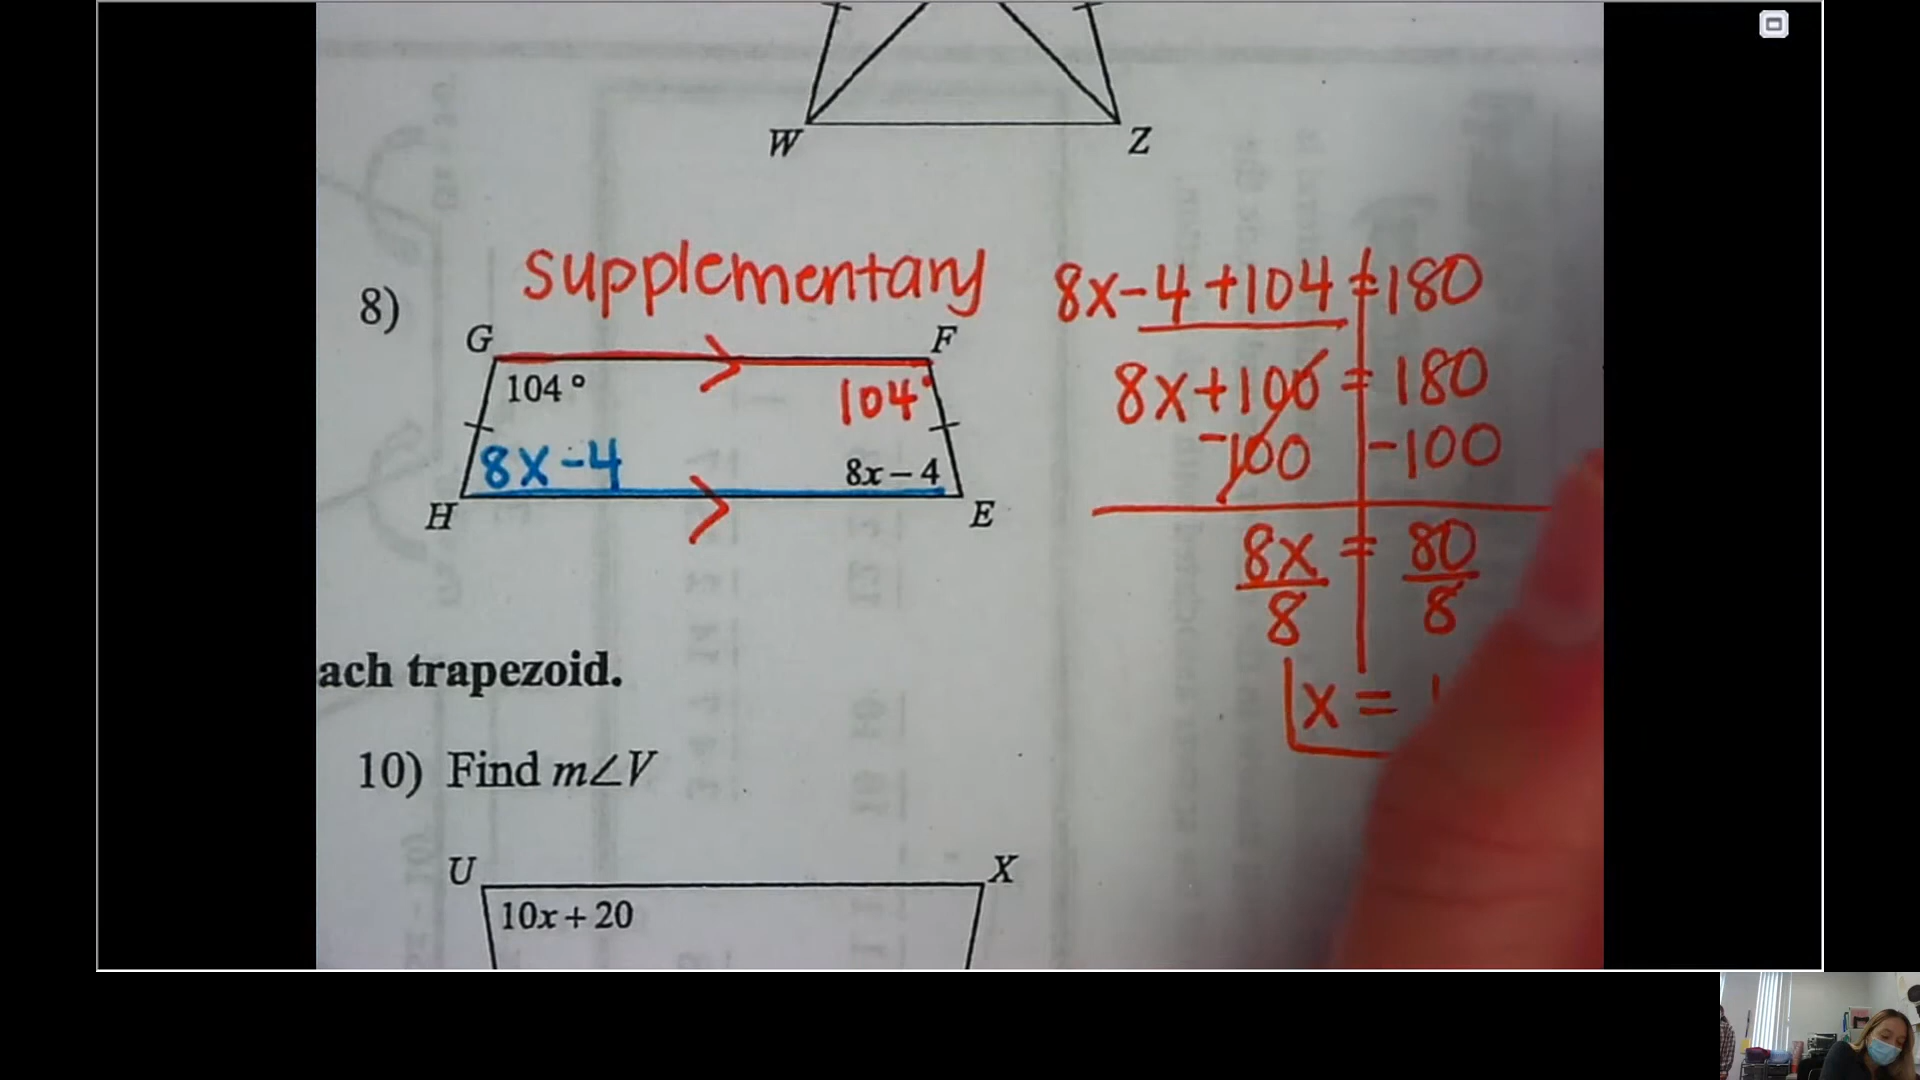 W Z
8) supplementary
G F
104° 104°
8x-4 8x − 4
H E
8x-4+104=180
8x+100=180
-100 -100
8x = 80
8 8
x =
ach trapezoid.
10) Find m∠V
U X
10x + 20